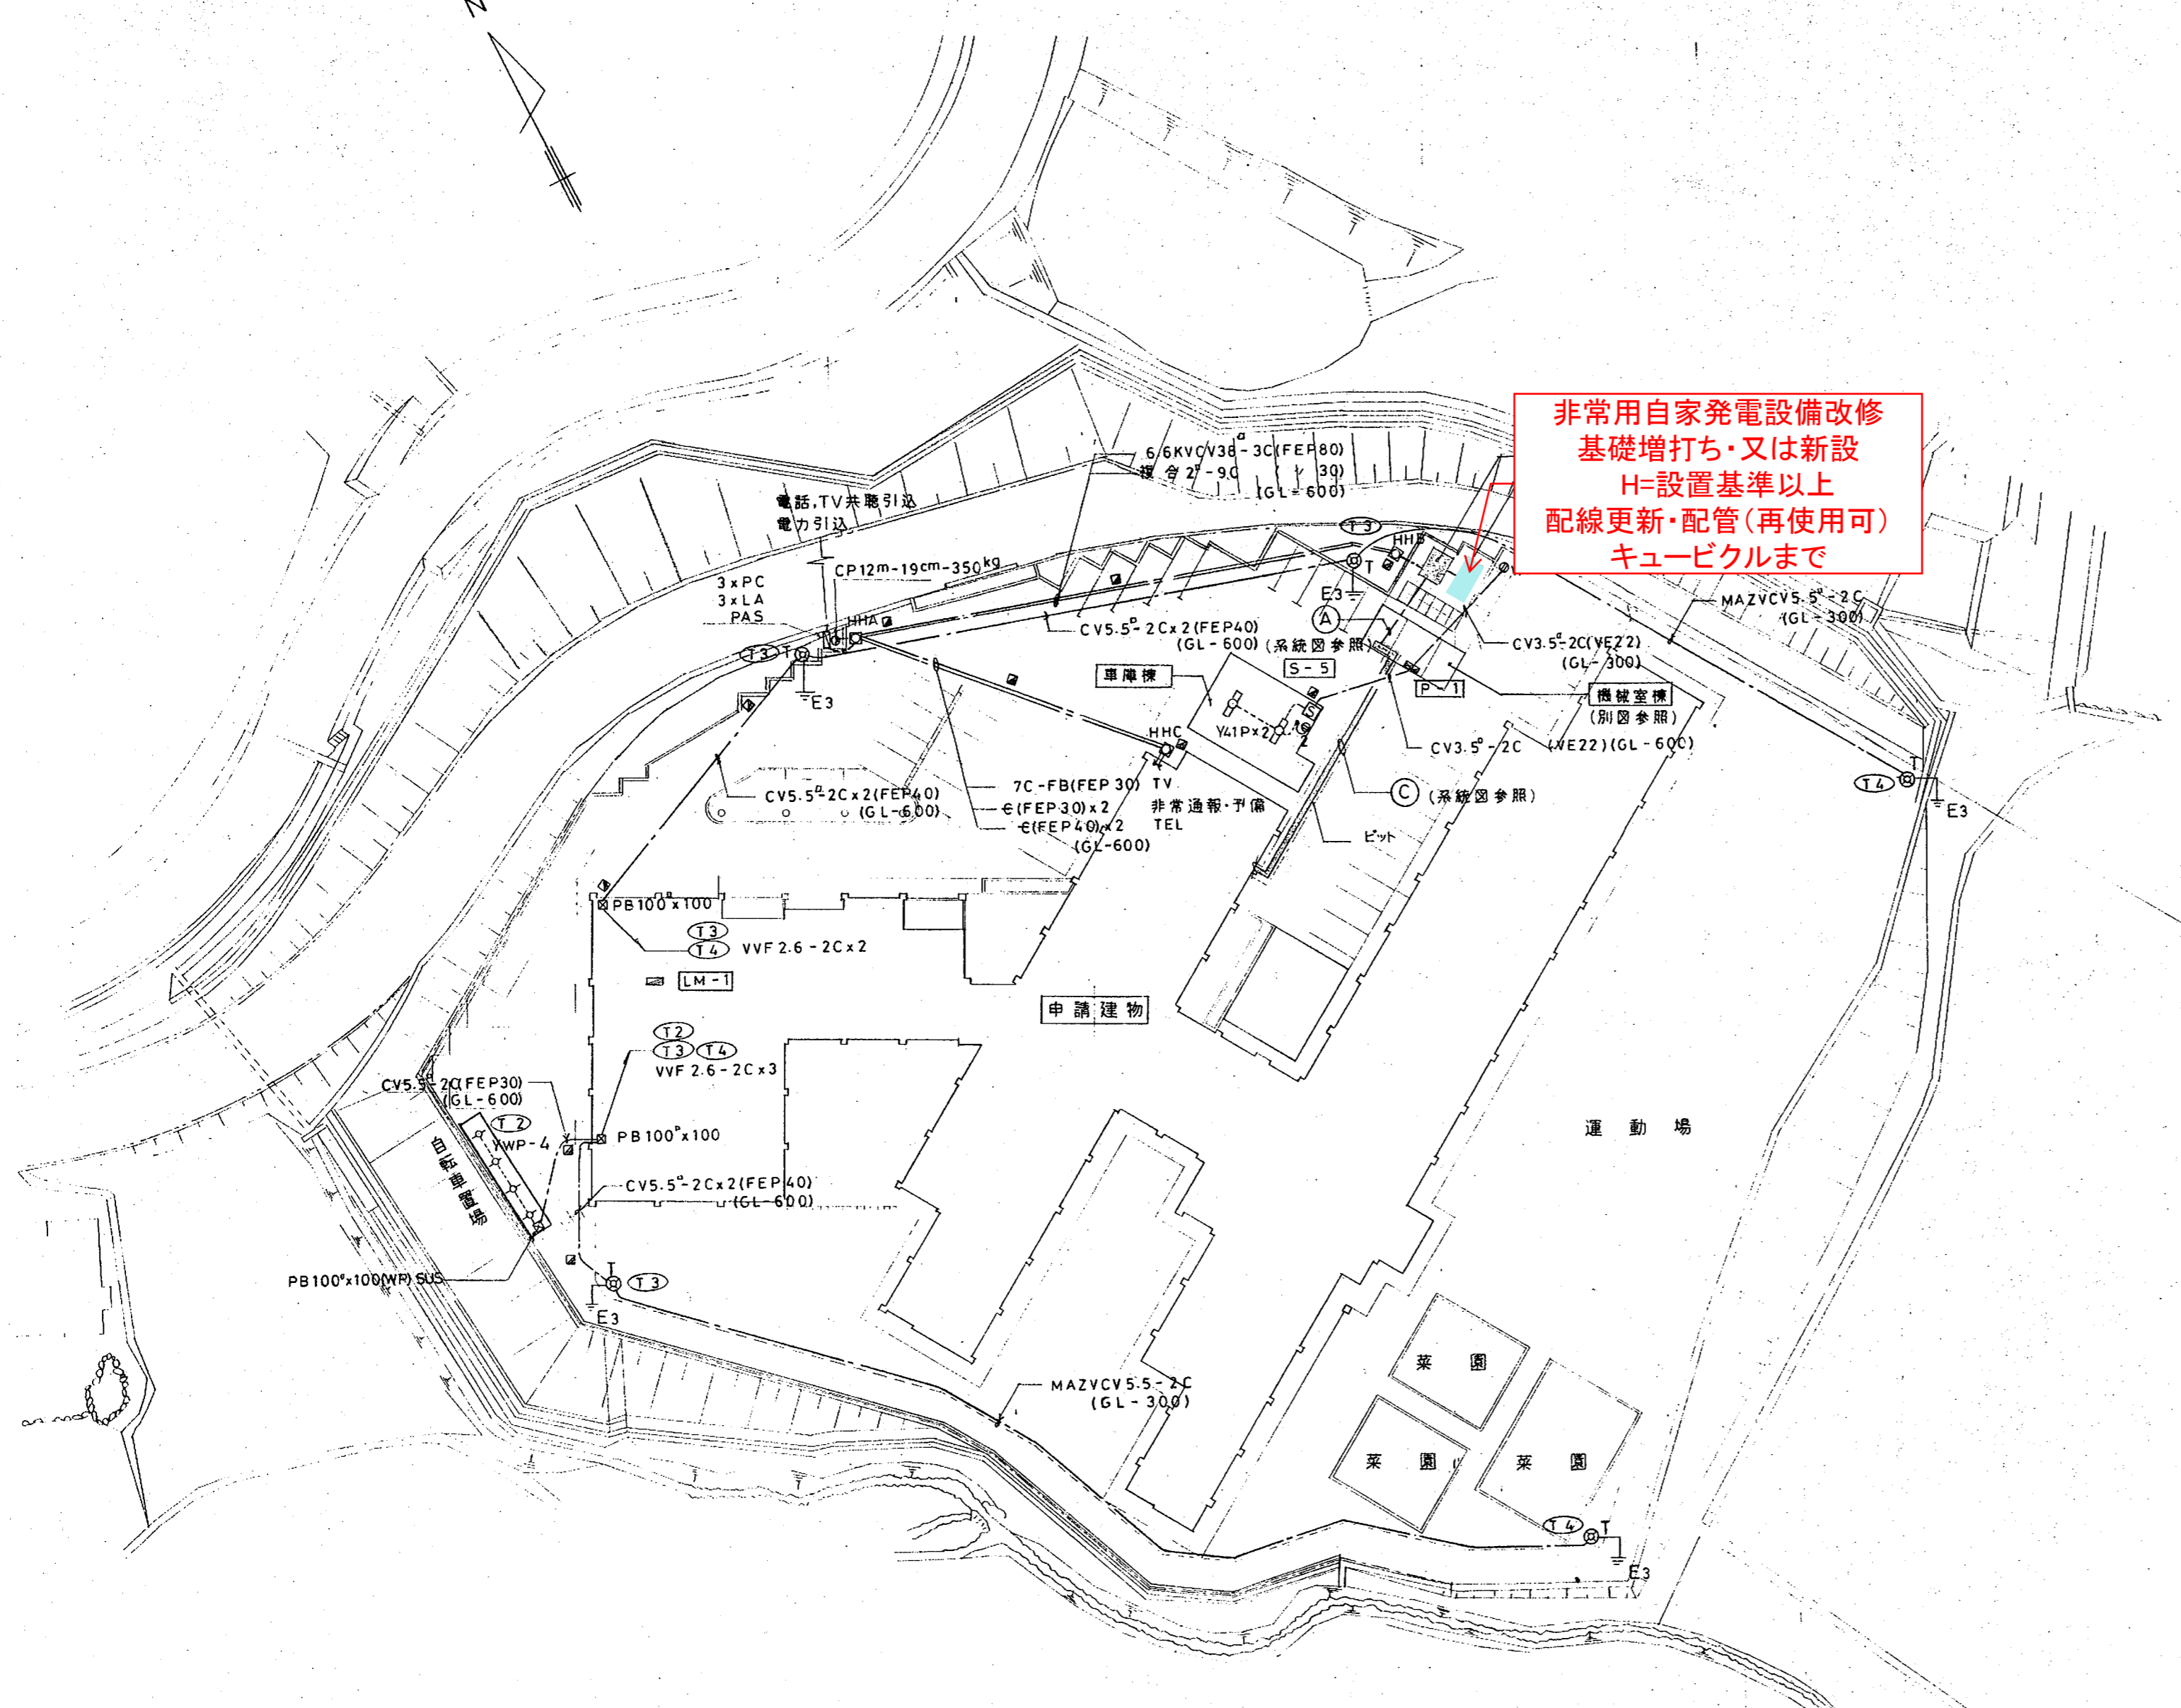 N
非常用自家発電設備改修
基礎増打ち・又は新設
H=設置基準以上
配線更新・配管（再使用可）
キュービクルまで
6.6KVCV38□-3C(FEP80)
複合2□-9C ( 〃 30)
(GL-600)
電話,TV共聴引込
電力引込
CP12m-19cm-350kg
3xPC
3xLA
PAS
HHA
T3
T
E3
T3
T
E3
HHB
A
(系統図参照)
CV5.5□-2Cx2(FEP40)
(GL-600)
S-5
P-1
車庫棟
Y41Px2
HHC
MAZVCV5.5□-2C
(GL-300)
CV3.5□-2C(VE22)
(GL-300)
機械室棟
(別図参照)
CV3.5□-2C (VE22)(GL-600)
C
(系統図参照)
ピット
T4
T
E3
CV5.5□-2Cx2(FEP40)
(GL-600)
7C-FB(FEP30) TV
€(FEP30)x2 非常通報・予備
€(FEP40)x2 TEL
(GL-600)
PB100□x100
T3
T4
VVF2.6-2Cx2
LM-1
申請建物
T2
T3
T4
VVF2.6-2Cx3
CV5.5□-2C(FEP30)
(GL-600)
T2
YWP-4
PB100□x100
自転車置場
CV5.5□-2Cx2(FEP40)
(GL-600)
PB100□x100(WP)SUS
T
T3
E3
運動場
MAZVCV5.5-2C
(GL-300)
菜園
菜園
菜園
T4
T
E3